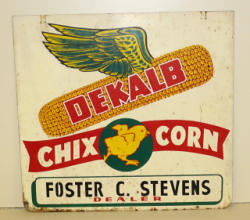 DEKALB
CHIX CORN
FOSTER C. STEVENS
DEALER